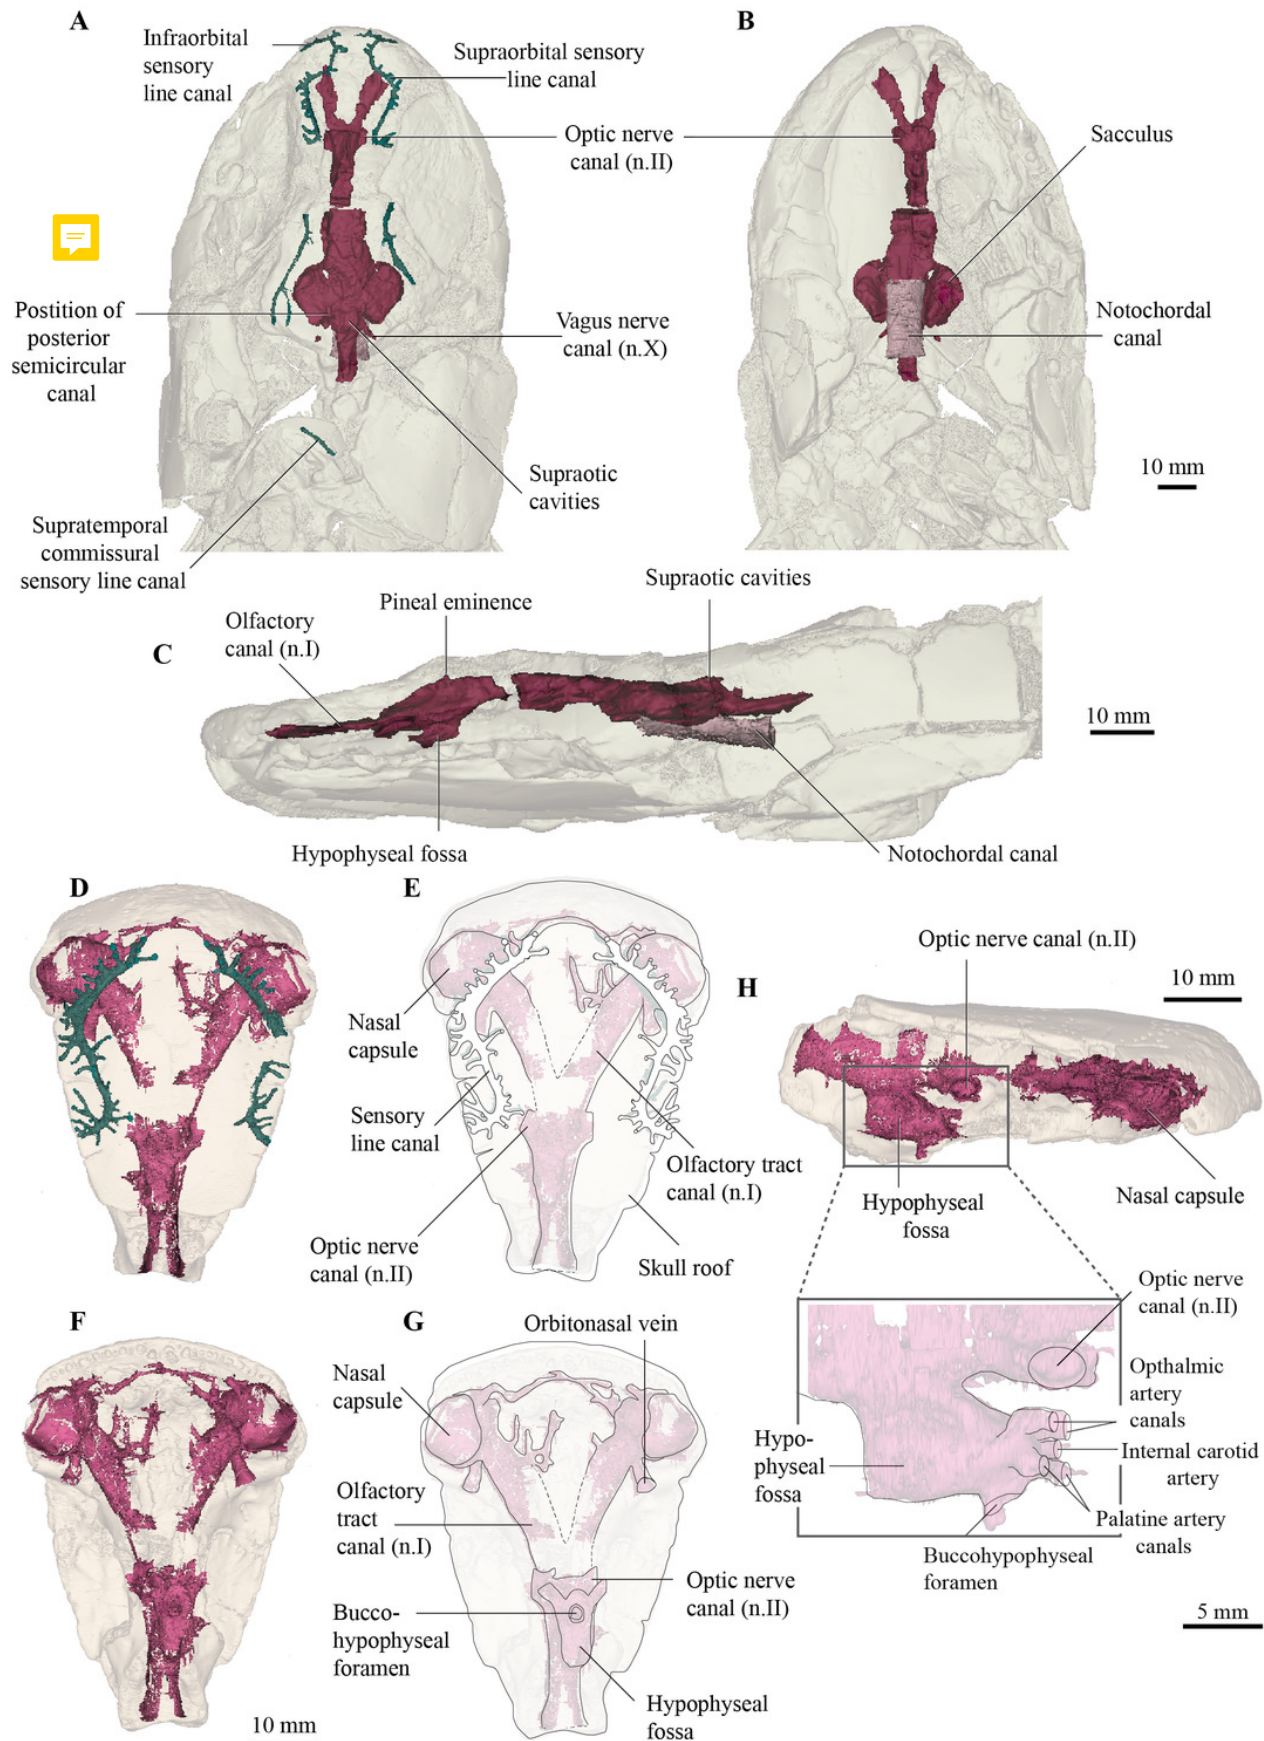 A
B
Infraorbital
sensory
line canal
Supraorbital sensory
line canal
Optic nerve
canal (n.II)
Sacculus
Postition of
posterior
semicircular
canal
Vagus nerve
canal (n.X)
Notochordal
canal
Supraotic
cavities
10 mm
Supratemporal
commissural
sensory line canal
C
Olfactory
canal (n.I)
Pineal eminence
Supraotic cavities
10 mm
Hypophyseal fossa
Notochordal canal
D
E
Nasal
capsule
Sensory
line canal
Optic nerve
canal (n.II)
Olfactory tract
canal (n.I)
Skull roof
H
Optic nerve canal (n.II)
10 mm
Hypophyseal
fossa
Nasal capsule
Optic nerve
canal (n.II)
Opthalmic
artery
canals
Hypo-
physeal
fossa
Internal carotid
artery
Palatine artery
canals
Buccohypophyseal
foramen
5 mm
F
G
Orbitonasal vein
Nasal
capsule
Olfactory
tract
canal (n.I)
Optic nerve
canal (n.II)
Bucco-
hypophyseal
foramen
Hypophyseal
fossa
10 mm